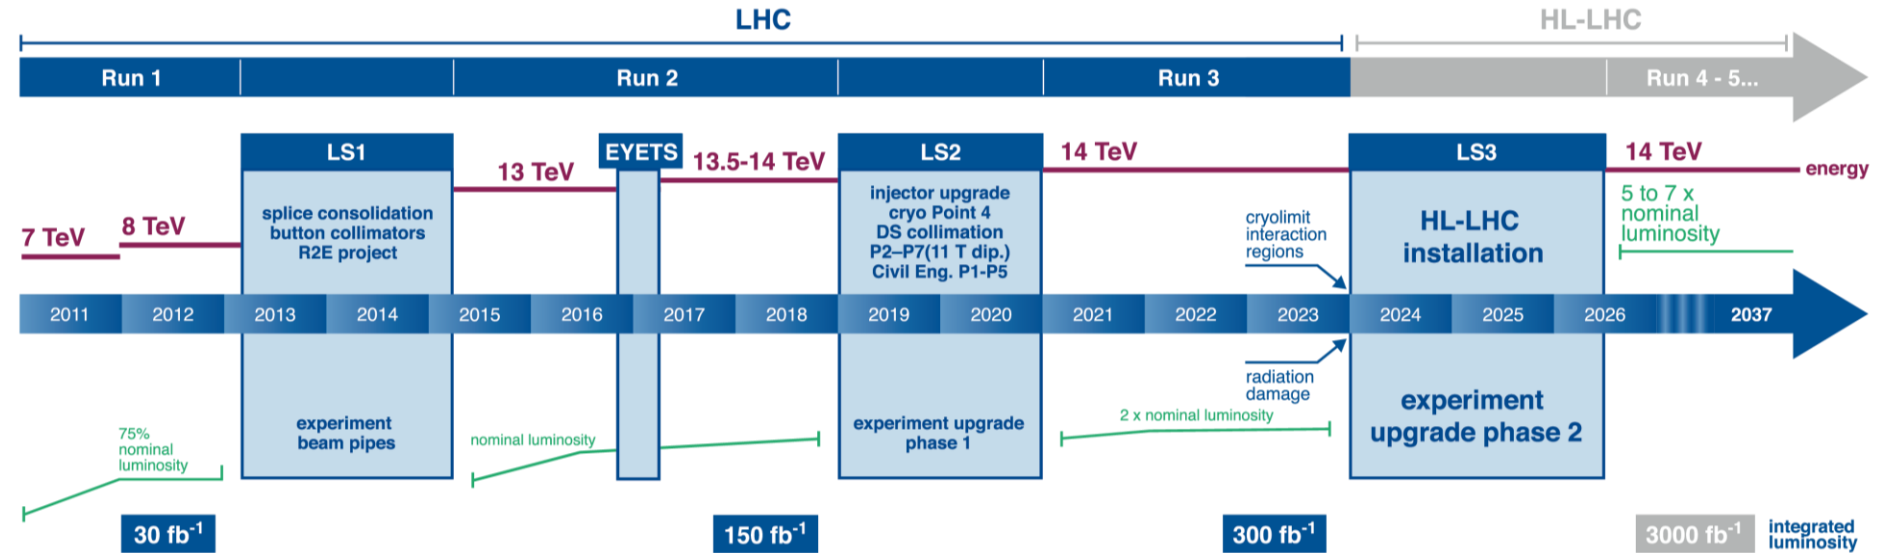 LHC
HL-LHC
Run 1
Run 2
Run 3
Run 4 - 5...
LS1
EYETS
LS2
LS3
7 TeV
8 TeV
13 TeV
13.5-14 TeV
14 TeV
14 TeV
energy
splice consolidation
button collimators
R2E project
injector upgrade
cryo Point 4
DS collimation
P2–P7(11 T dip.)
Civil Eng. P1-P5
cryolimit
interaction
regions
HL-LHC
installation
5 to 7 x
nominal
luminosity
2011
2012
2013
2014
2015
2016
2017
2018
2019
2020
2021
2022
2023
2024
2025
2026
2037
75%
nominal
luminosity
experiment
beam pipes
nominal luminosity
experiment upgrade
phase 1
2 x nominal luminosity
radiation
damage
experiment
upgrade phase 2
30 fb⁻¹
150 fb⁻¹
300 fb⁻¹
3000 fb⁻¹
integrated
luminosity